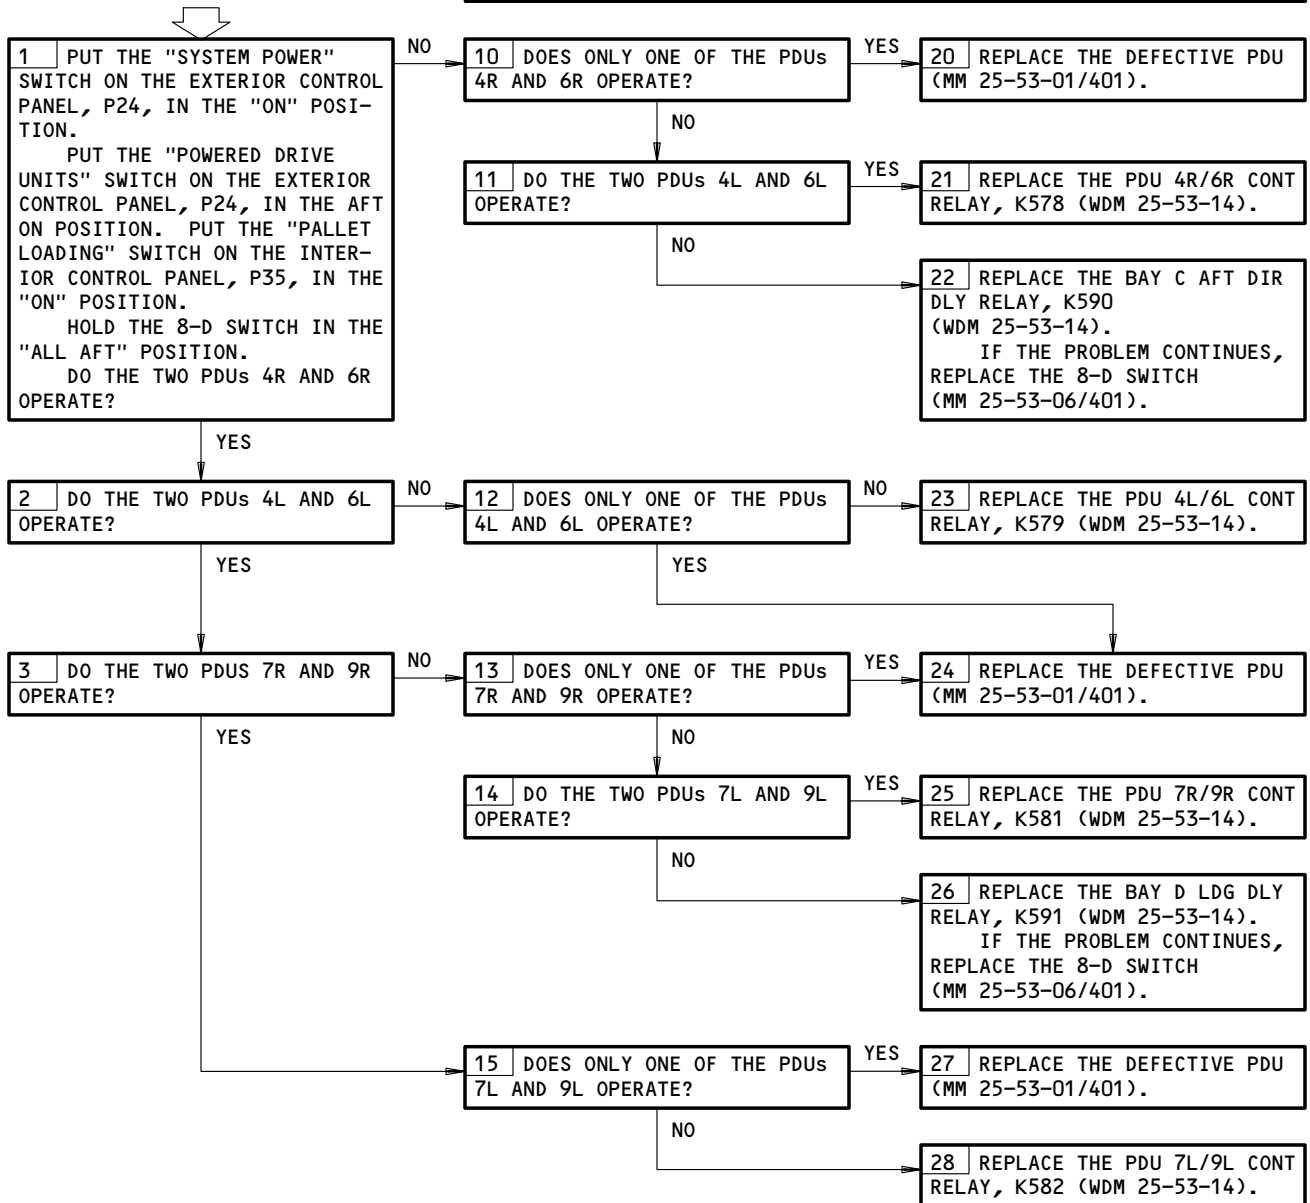 1 PUT THE "SYSTEM POWER"
SWITCH ON THE EXTERIOR CONTROL
PANEL, P24, IN THE "ON" POSI-
TION.
PUT THE "POWERED DRIVE
UNITS" SWITCH ON THE EXTERIOR
CONTROL PANEL, P24, IN THE AFT
ON POSITION. PUT THE "PALLET
LOADING" SWITCH ON THE INTER-
IOR CONTROL PANEL, P35, IN THE
"ON" POSITION.
HOLD THE 8-D SWITCH IN THE
"ALL AFT" POSITION.
DO THE TWO PDUs 4R AND 6R
OPERATE?
NO
10 DOES ONLY ONE OF THE PDUs
4R AND 6R OPERATE?
YES
20 REPLACE THE DEFECTIVE PDU
(MM 25-53-01/401).
NO
11 DO THE TWO PDUs 4L AND 6L
OPERATE?
YES
21 REPLACE THE PDU 4R/6R CONT
RELAY, K578 (WDM 25-53-14).
NO
22 REPLACE THE BAY C AFT DIR
DLY RELAY, K590
(WDM 25-53-14).
IF THE PROBLEM CONTINUES,
REPLACE THE 8-D SWITCH
(MM 25-53-06/401).
YES
2 DO THE TWO PDUs 4L AND 6L
OPERATE?
NO
12 DOES ONLY ONE OF THE PDUs
4L AND 6L OPERATE?
NO
23 REPLACE THE PDU 4L/6L CONT
RELAY, K579 (WDM 25-53-14).
YES
YES
3 DO THE TWO PDUS 7R AND 9R
OPERATE?
NO
13 DOES ONLY ONE OF THE PDUs
7R AND 9R OPERATE?
YES
24 REPLACE THE DEFECTIVE PDU
(MM 25-53-01/401).
YES
NO
14 DO THE TWO PDUs 7L AND 9L
OPERATE?
YES
25 REPLACE THE PDU 7R/9R CONT
RELAY, K581 (WDM 25-53-14).
NO
26 REPLACE THE BAY D LDG DLY
RELAY, K591 (WDM 25-53-14).
IF THE PROBLEM CONTINUES,
REPLACE THE 8-D SWITCH
(MM 25-53-06/401).
15 DOES ONLY ONE OF THE PDUs
7L AND 9L OPERATE?
YES
27 REPLACE THE DEFECTIVE PDU
(MM 25-53-01/401).
NO
28 REPLACE THE PDU 7L/9L CONT
RELAY, K582 (WDM 25-53-14).